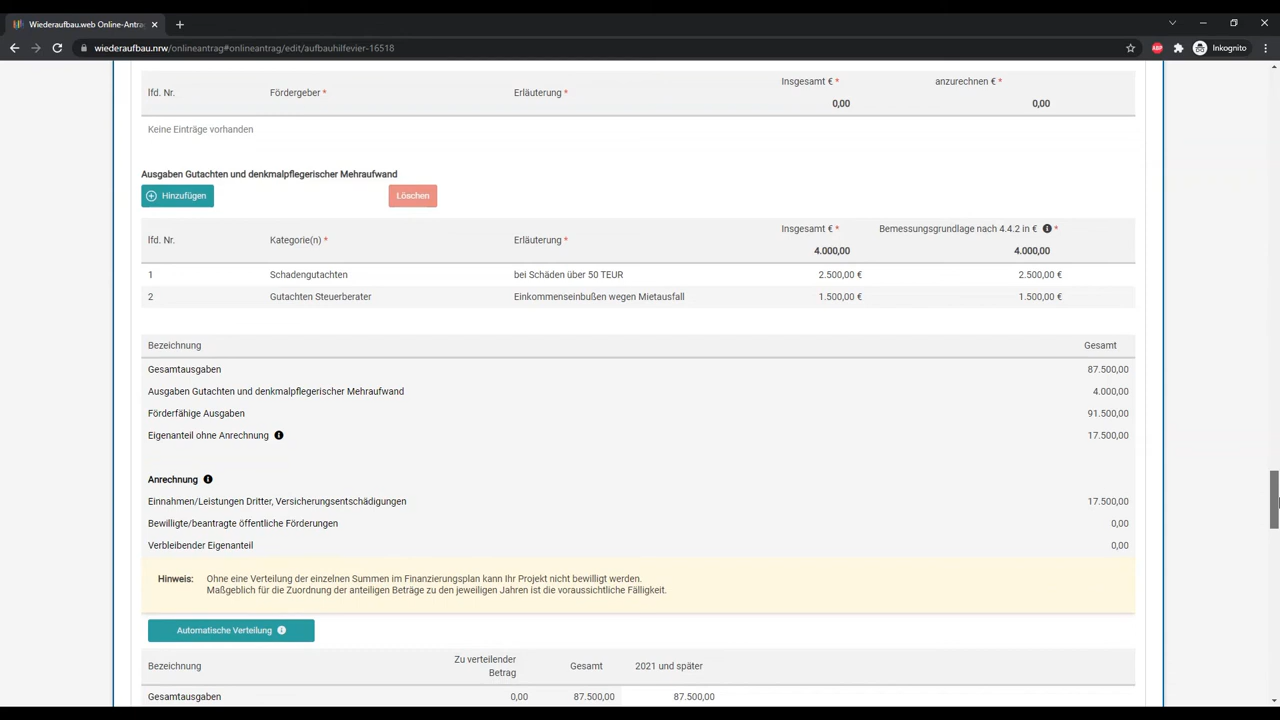 Wiederaufbau.web Online-Antra
wiederaufbau.nrw/onlineantrag#onlineantrag/edit/aufbauhilfevier-16518
ABP
Inkognito
lfd. Nr. Fördergeber * Erläuterung * Insgesamt € * anzurechnen € *
0,00 0,00
Keine Einträge vorhanden
Ausgaben Gutachten und denkmalpflegerischer Mehraufwand
Hinzufügen Löschen
lfd. Nr. Kategorie(n) * Erläuterung * Insgesamt € * Bemessungsgrundlage nach 4.4.2 in € *
4.000,00 4.000,00
1 Schadengutachten bei Schäden über 50 TEUR 2.500,00 € 2.500,00 €
2 Gutachten Steuerberater Einkommenseinbußen wegen Mietausfall 1.500,00 € 1.500,00 €
Bezeichnung Gesamt
Gesamtausgaben 87.500,00
Ausgaben Gutachten und denkmalpflegerischer Mehraufwand 4.000,00
Förderfähige Ausgaben 91.500,00
Eigenanteil ohne Anrechnung 17.500,00
Anrechnung
Einnahmen/Leistungen Dritter, Versicherungsentschädigungen 17.500,00
Bewilligte/beantragte öffentliche Förderungen 0,00
Verbleibender Eigenanteil 0,00
Hinweis: Ohne eine Verteilung der einzelnen Summen im Finanzierungsplan kann Ihr Projekt nicht bewilligt werden.
Maßgeblich für die Zuordnung der anteiligen Beträge zu den jeweiligen Jahren ist die voraussichtliche Fälligkeit.
Automatische Verteilung
Bezeichnung Zu verteilender Betrag Gesamt 2021 und später
Gesamtausgaben 0,00 87.500,00 87.500,00